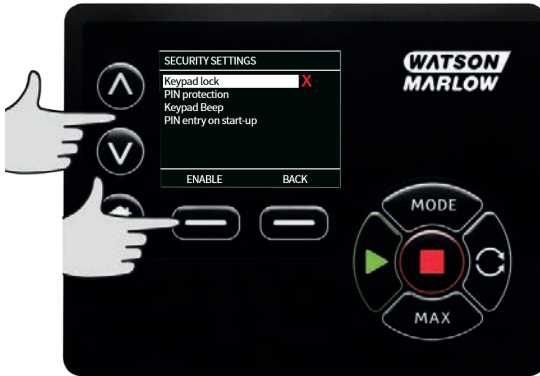 SECURITY SETTINGS
Keypad lock X
PIN protection
Keypad Beep
PIN entry on start-up
ENABLE BACK
WATSON
MARLOW
MODE
MAX